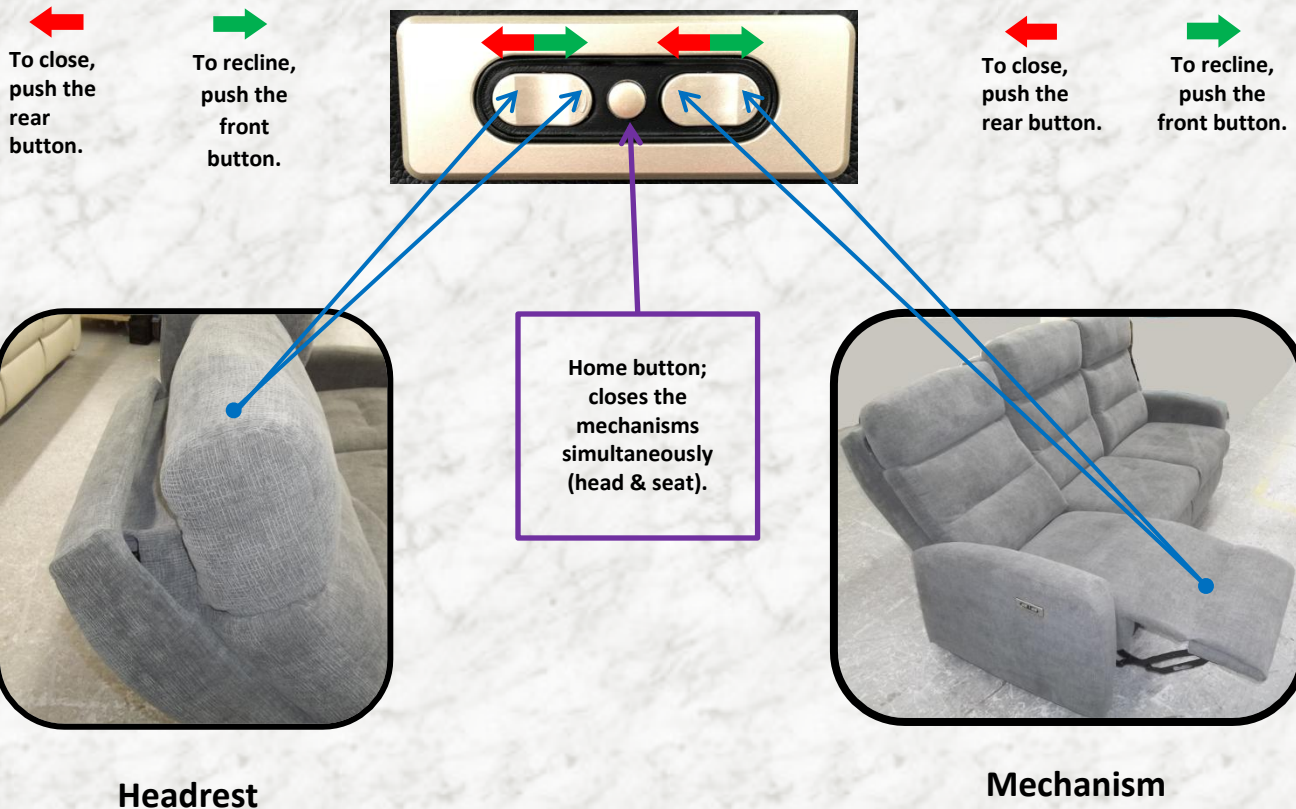 To close,
push the
rear
button.
To recline,
push the
front
button.
To close,
push the
rear button.
To recline,
push the
front button.
Home button;
closes the
mechanisms
simultaneously
(head & seat).
Headrest
Mechanism